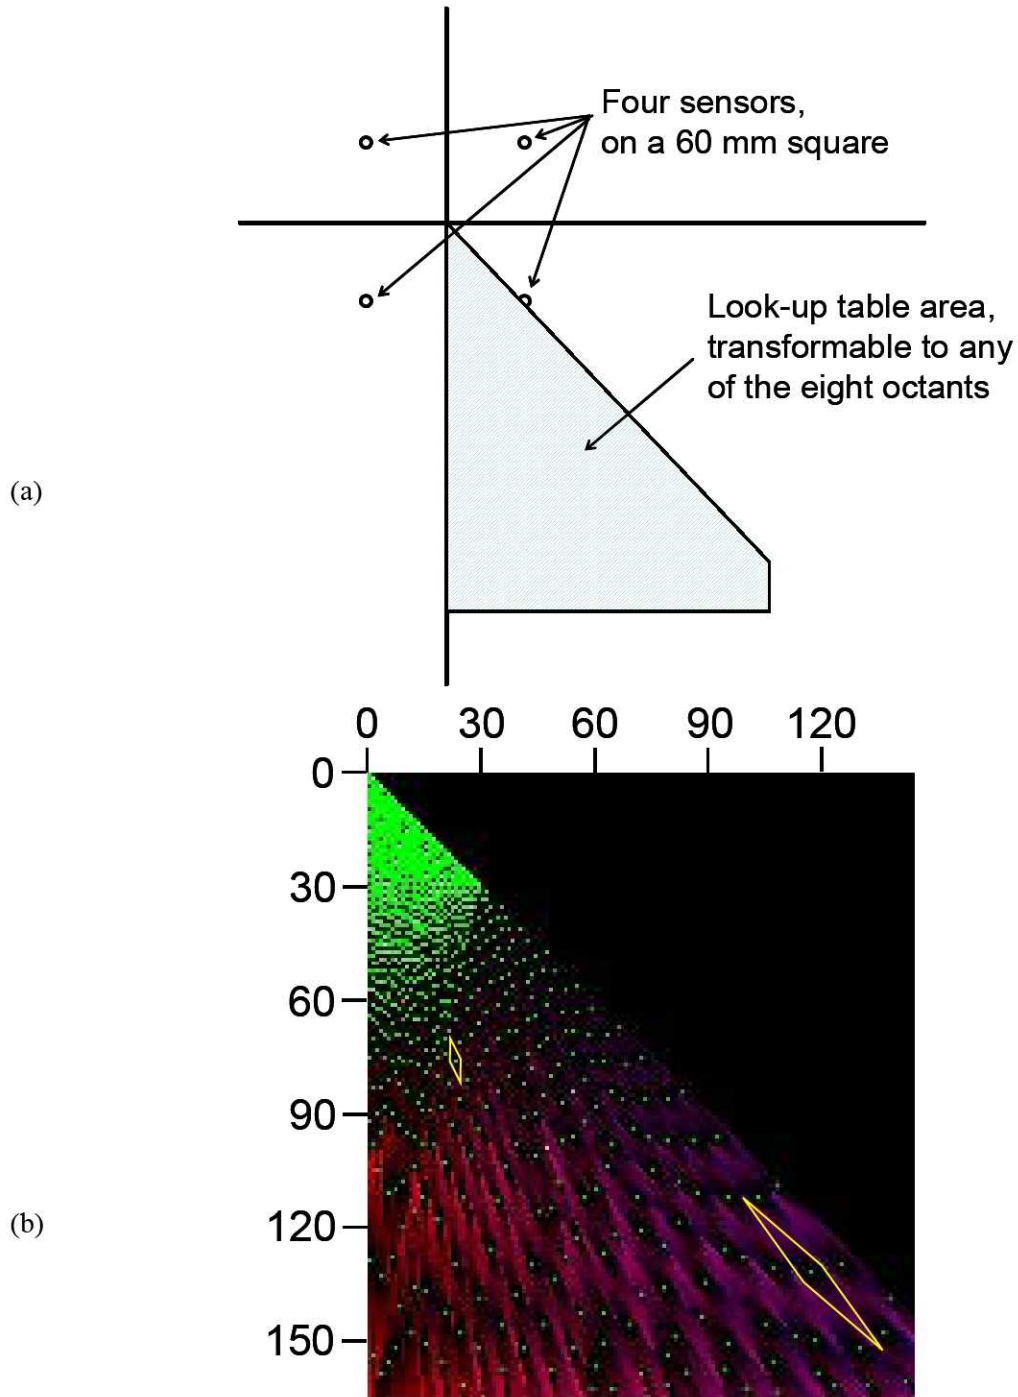 Four sensors,
on a 60 mm square
Look-up table area,
transformable to any
of the eight octants
(a)
0 30 60 90 120
0
30
60
90
120
(b)
150